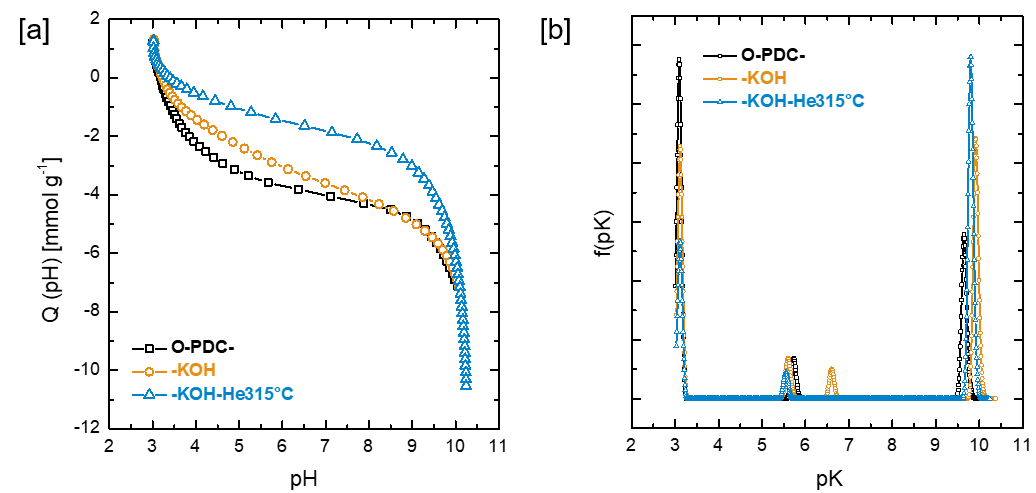 [a]
Q (pH) [mmol g⁻¹]
2
0
-2
-4
-6
-8
-10
-12
O-PDC-
-KOH
-KOH-He315°C
2 3 4 5 6 7 8 9 10 11
pH
[b]
f(pK)
O-PDC-
-KOH
-KOH-He315°C
2 3 4 5 6 7 8 9 10 11
pK